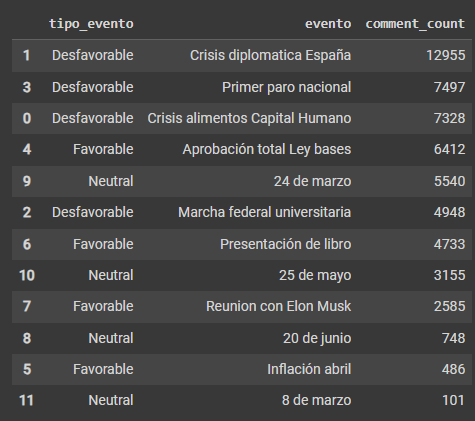 tipo_evento evento comment_count
1 Desfavorable Crisis diplomatica España 12955
3 Desfavorable Primer paro nacional 7497
0 Desfavorable Crisis alimentos Capital Humano 7328
4 Favorable Aprobación total Ley bases 6412
9 Neutral 24 de marzo 5540
2 Desfavorable Marcha federal universitaria 4948
6 Favorable Presentación de libro 4733
10 Neutral 25 de mayo 3155
7 Favorable Reunion con Elon Musk 2585
8 Neutral 20 de junio 748
5 Favorable Inflación abril 486
11 Neutral 8 de marzo 101